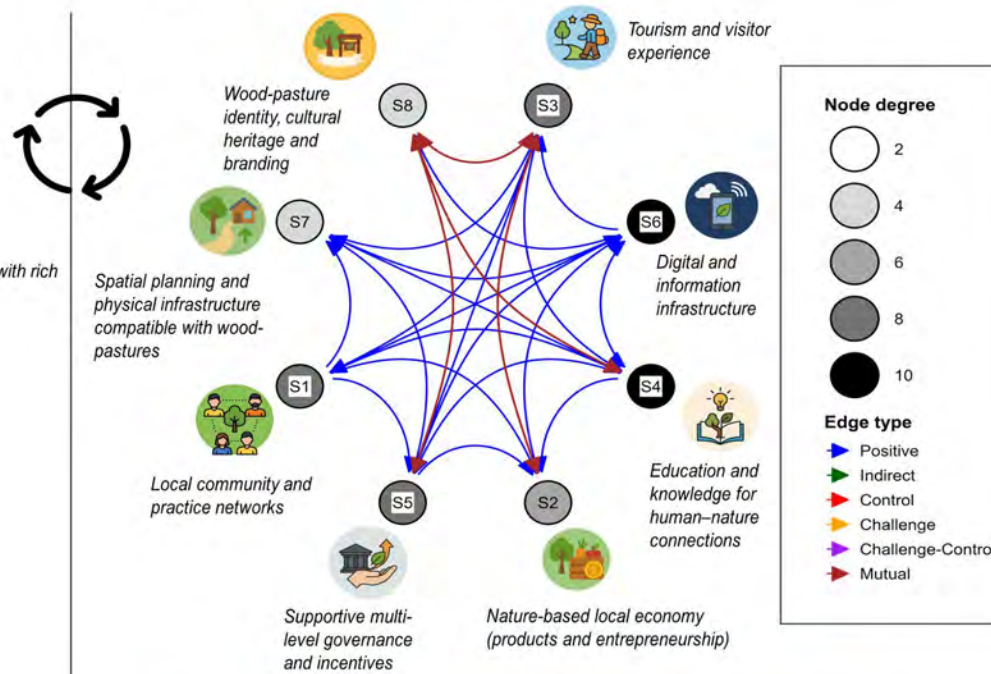 with rich
Tourism and visitor
experience
S8
S3
Wood-pasture
identity, cultural
heritage and
branding
S7
S6
Spatial planning and
physical infrastructure
compatible with wood-
pastures
Digital and
information
infrastructure
S1
S4
Local community and
practice networks
Education and
knowledge for
human–nature
connections
S5
S2
Supportive multi-
level governance
and incentives
Nature-based local economy
(products and entrepreneurship)
Node degree
2
4
6
8
10
Edge type
Positive
Indirect
Control
Challenge
Challenge-Control
Mutual